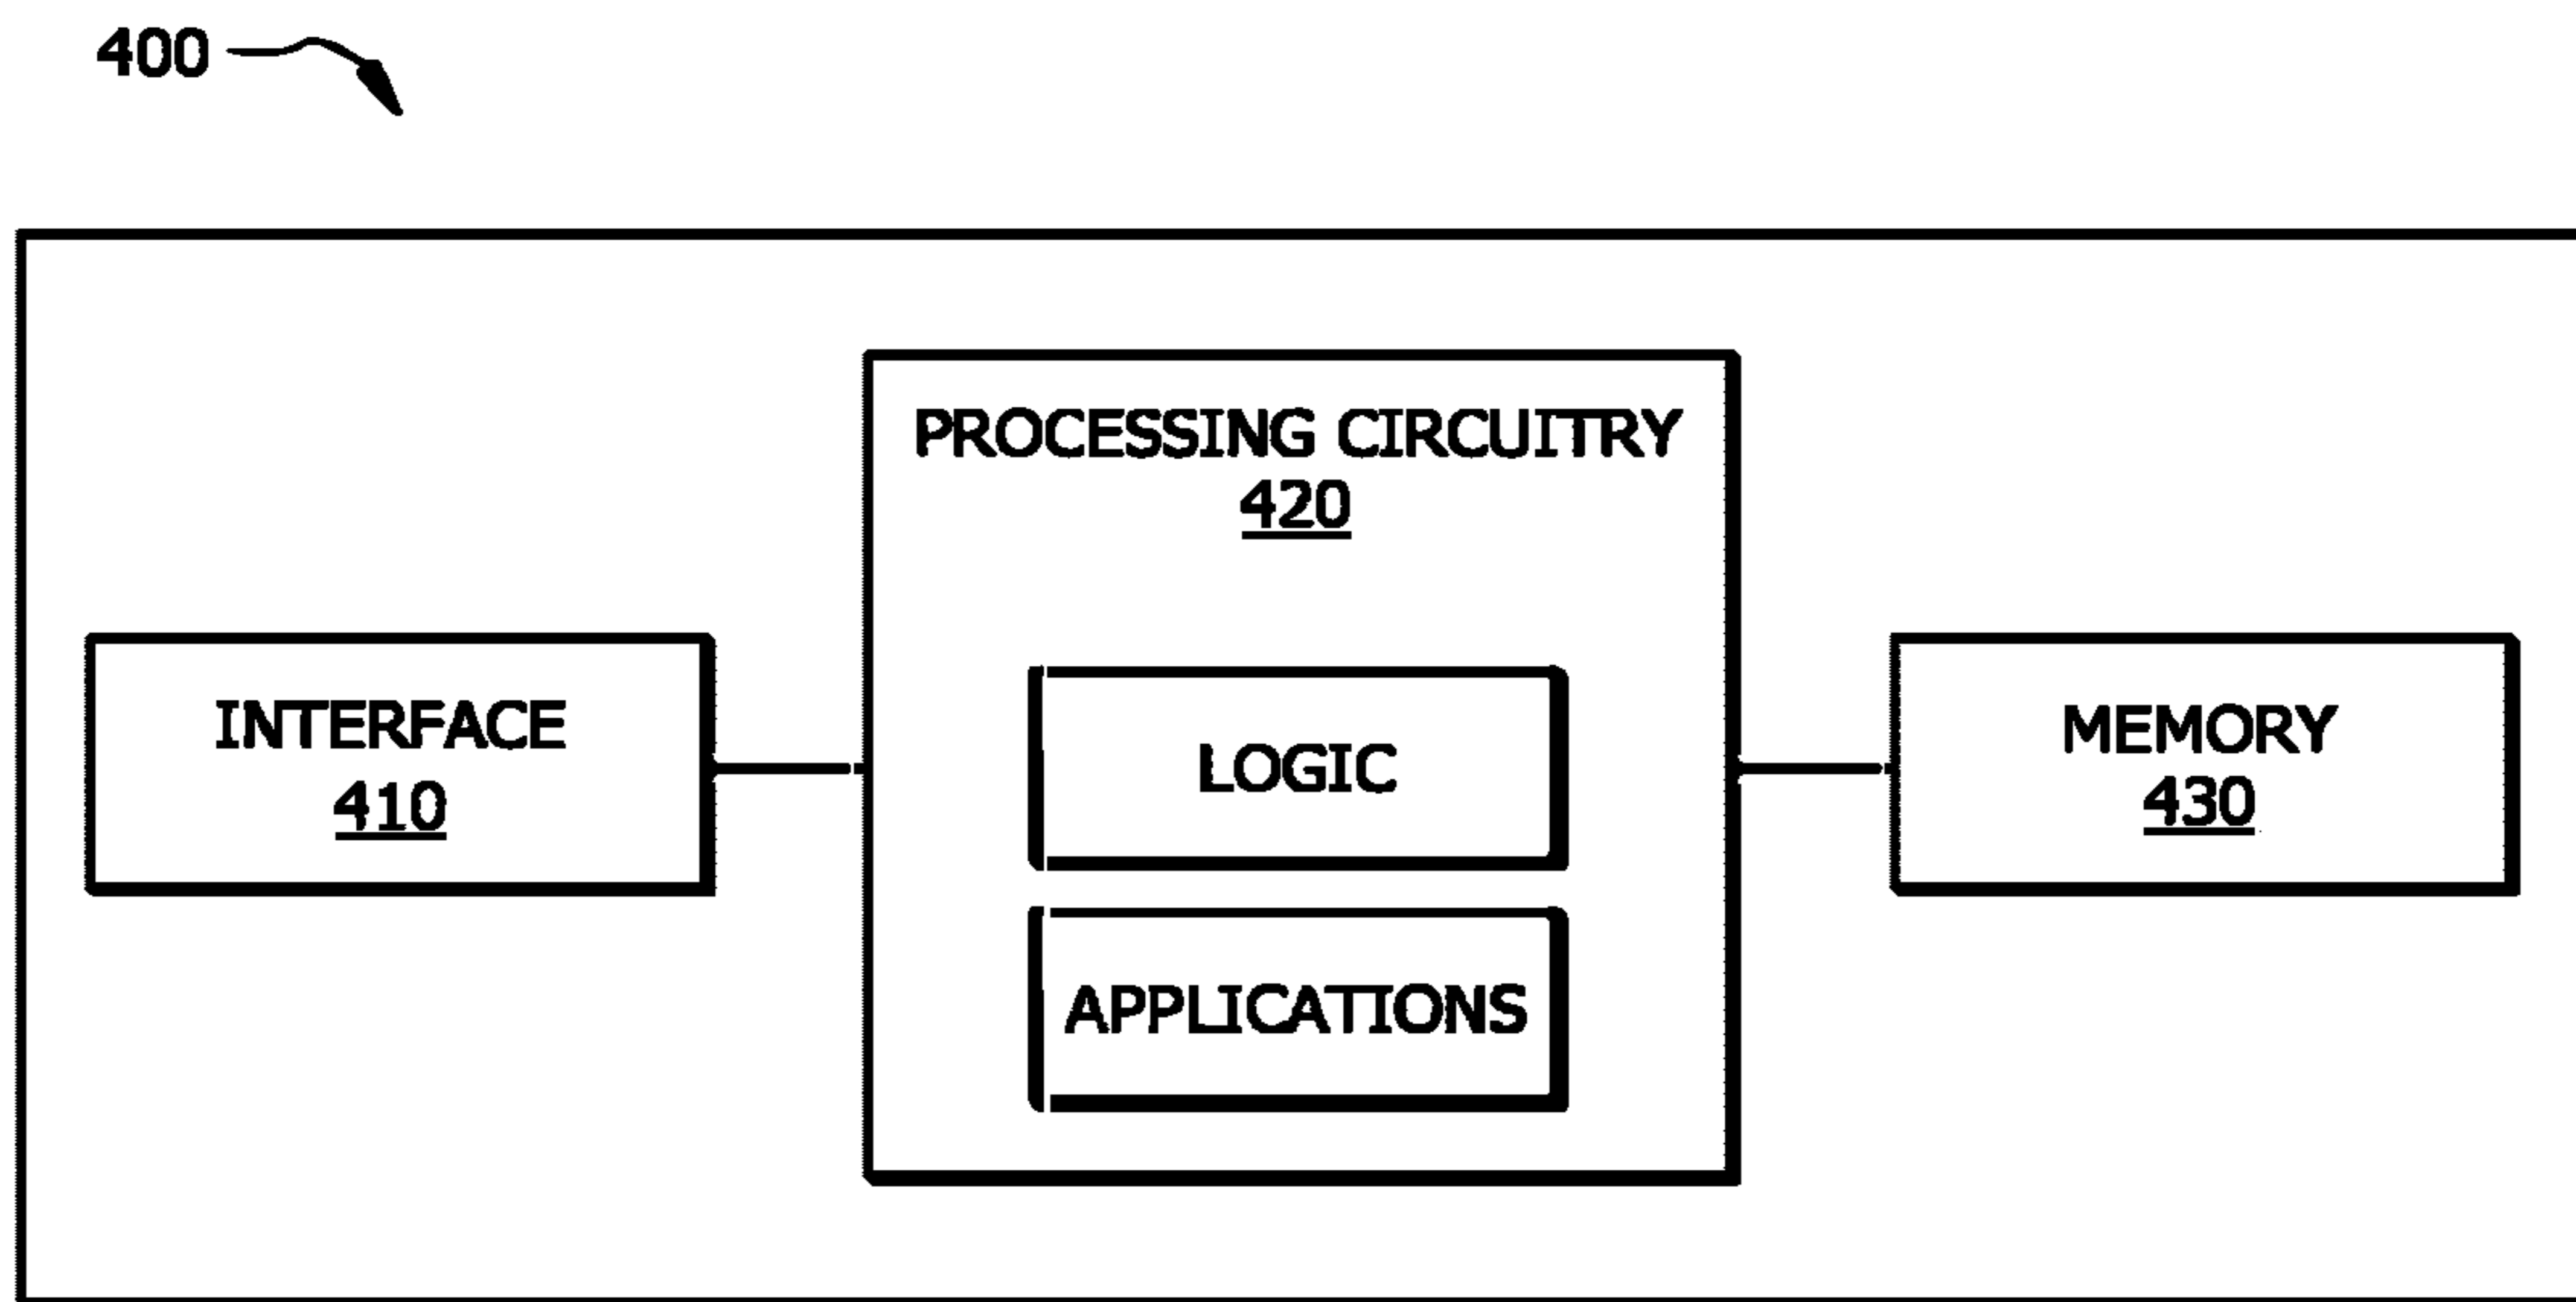 400
PROCESSING CIRCUITRY
420
INTERFACE
410
LOGIC
APPLICATIONS
MEMORY
430